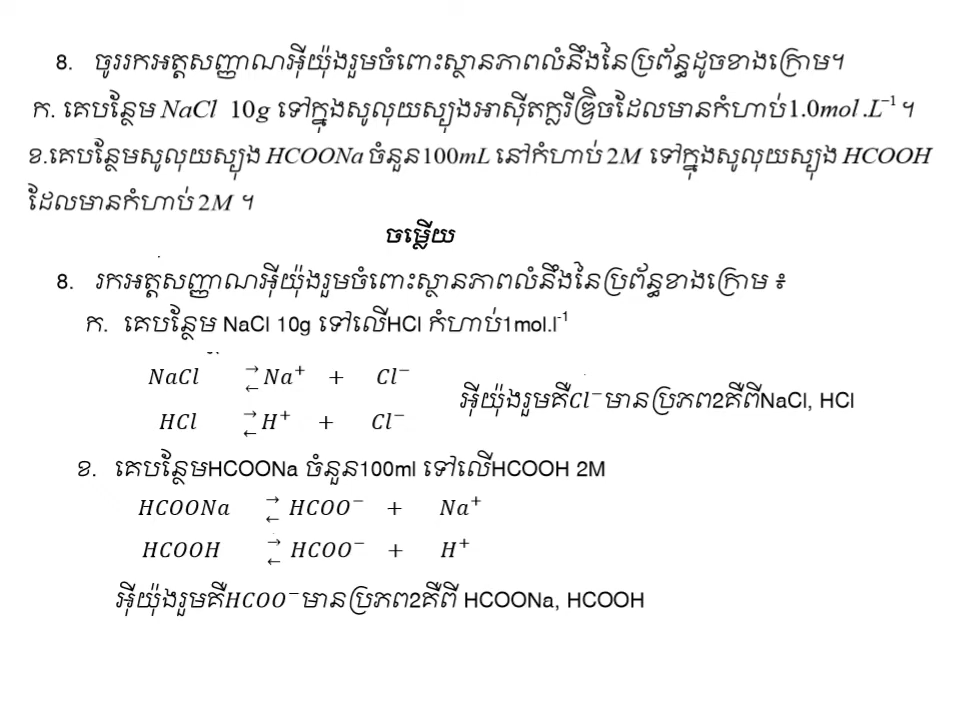 8. ចូររកអត្តសញ្ញាណអ៊ីយ៉ុងរួមចំពោះស្ថានភាពលំនឹងនៃប្រព័ន្ធដូចខាងក្រោម។
ក. គេបន្ថែម NaCl 10g ទៅក្នុងសូលុយស្យុងអាស៊ីតក្លរីឌ្រិចដែលមានកំហាប់1.0mol .L⁻¹ ។
ខ.គេបន្ថែមសូលុយស្យុង HCOONa ចំនួន100mL នៅកំហាប់ 2M ទៅក្នុងសូលុយស្យុង HCOOH
ដែលមានកំហាប់ 2M ។
ចម្លើយ
8. រកអត្តសញ្ញាណអ៊ីយ៉ុងរួមចំពោះស្ថានភាពលំនឹងនៃប្រព័ន្ធខាងក្រោម ៖
ក. គេបន្ថែម NaCl 10g ទៅលើHCl កំហាប់1mol.l⁻¹
NaCl ⇄ Na⁺ + Cl⁻
HCl ⇄ H⁺ + Cl⁻
អ៊ីយ៉ុងរួមគឺCl⁻មានប្រភព2គឺពីNaCl, HCl
ខ. គេបន្ថែមHCOONa ចំនួន100ml ទៅលើHCOOH 2M
HCOONa ⇄ HCOO⁻ + Na⁺
HCOOH ⇄ HCOO⁻ + H⁺
អ៊ីយ៉ុងរួមគឺHCOO⁻មានប្រភព2គឺពី HCOONa, HCOOH